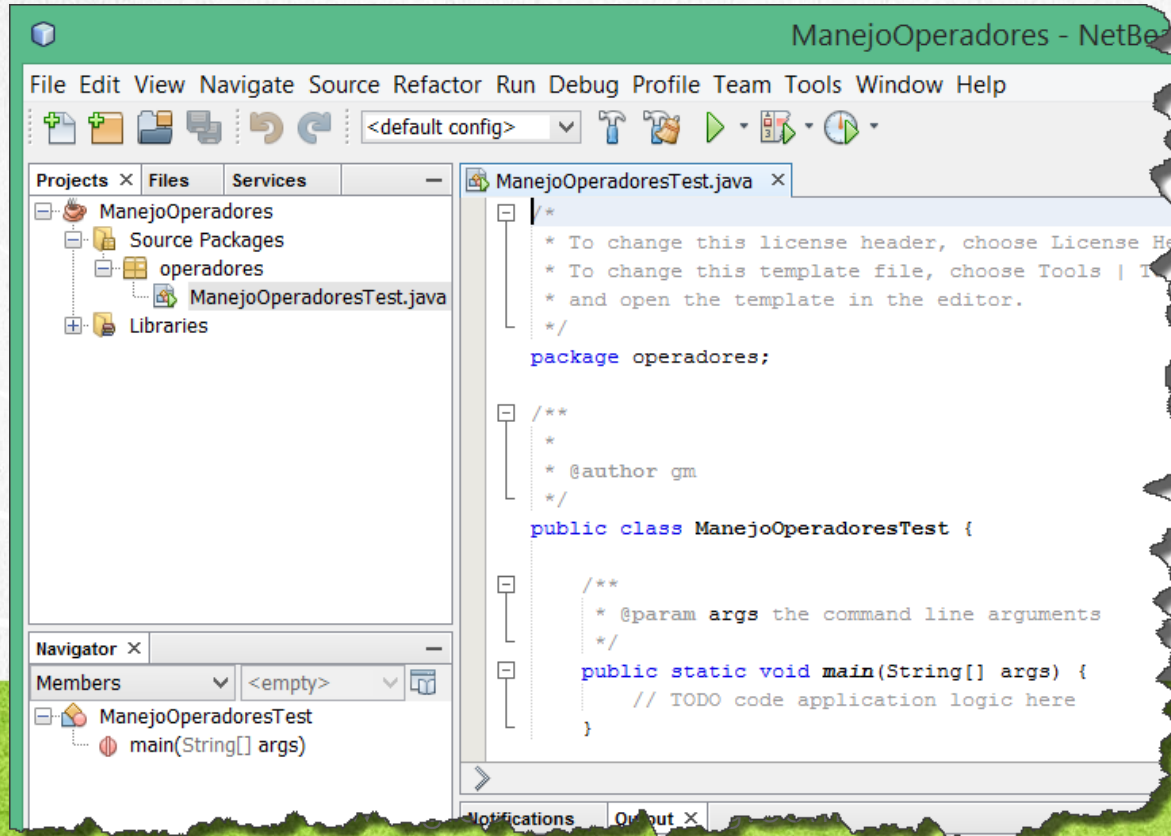 ManejoOperadores - NetBea
File Edit View Navigate Source Refactor Run Debug Profile Team Tools Window Help
<default config>
Projects Files Services
ManejoOperadores
Source Packages
operadores
ManejoOperadoresTest.java
Libraries
Navigator
Members <empty>
ManejoOperadoresTest
main(String[] args)
ManejoOperadoresTest.java
/*
* To change this license header, choose License He
* To change this template file, choose Tools | T
* and open the template in the editor.
*/
package operadores;
/**
*
* @author gm
*/
public class ManejoOperadoresTest {
/**
* @param args the command line arguments
*/
public static void main(String[] args) {
// TODO code application logic here
}
Notifications Output